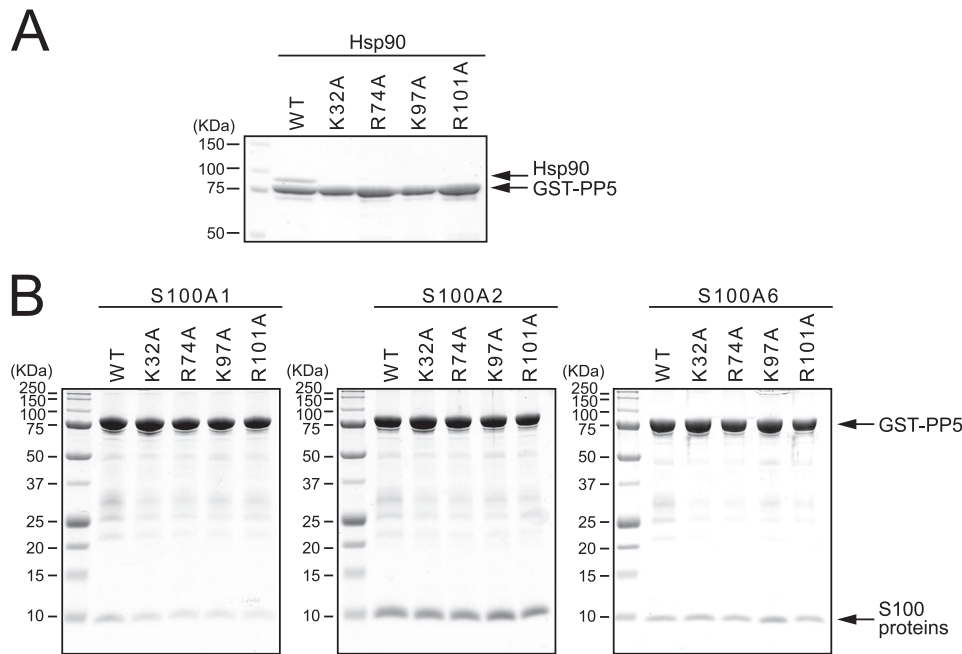 A
Hsp90
WT K32A R74A K97A R101A
(KDa)
150
100
75
50
Hsp90
GST-PP5
B
S100A1 S100A2 S100A6
WT K32A R74A K97A R101A WT K32A R74A K97A R101A WT K32A R74A K97A R101A
(KDa) (KDa) (KDa)
250 250 250
150 150 150
100 100 100
75 75 75 GST-PP5
50 50 50
37 37 37
25 25 25
20 20 20
15 15 15
10 10 10 S100
proteins